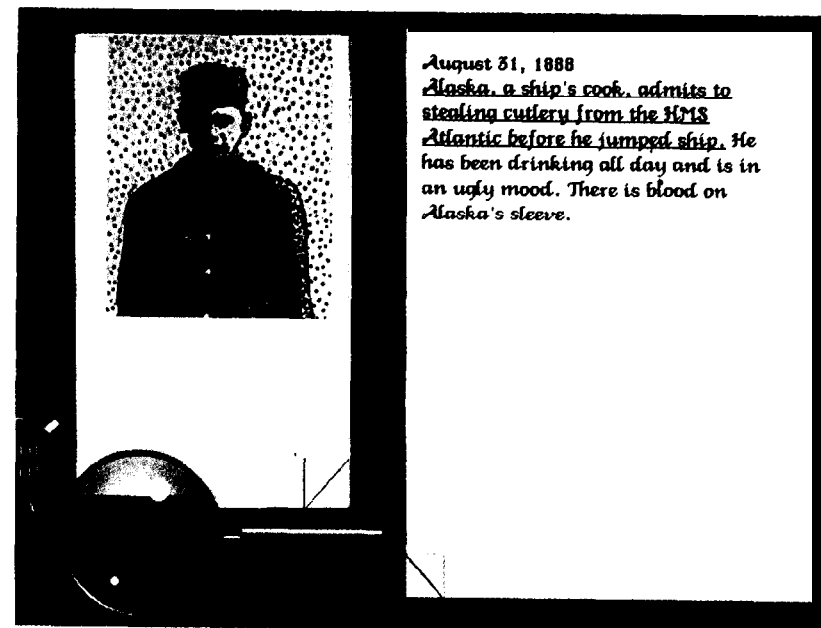 August 31, 1888
Alaska, a ship's cook, admits to
stealing cutlery from the HMS
Atlantic before he jumped ship. He
has been drinking all day and is in
an ugly mood. There is blood on
Alaska's sleeve.